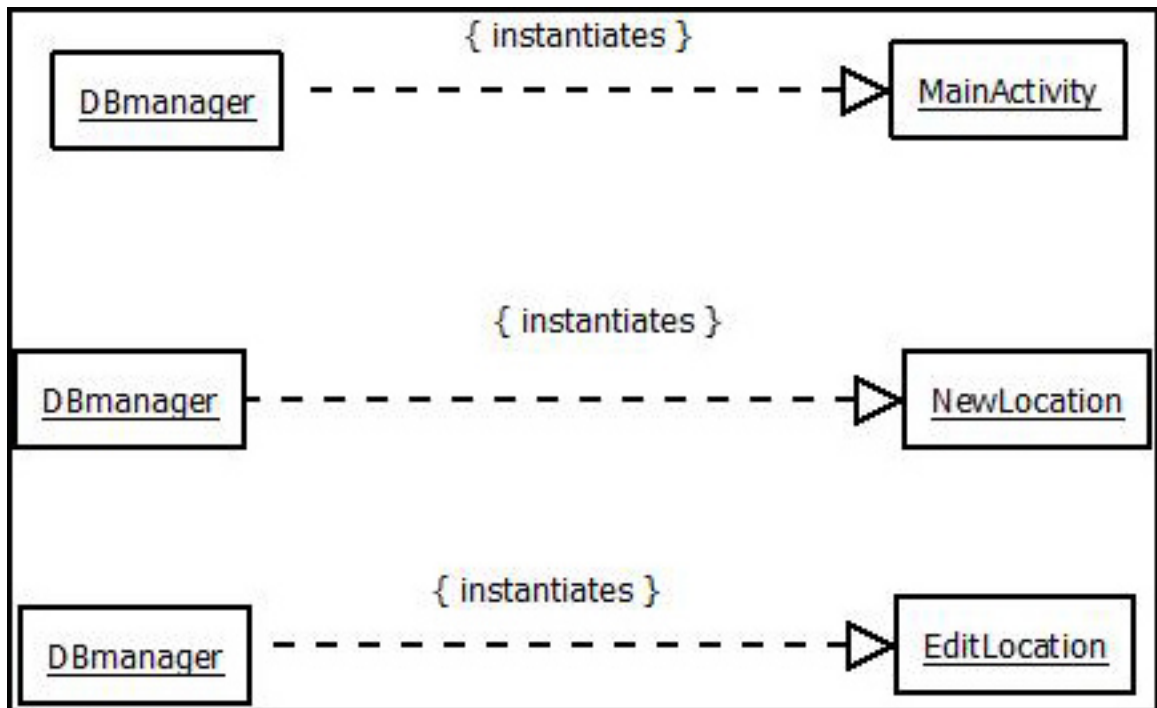 { instantiates }
DBmanager
MainActivity
{ instantiates }
DBmanager
NewLocation
{ instantiates }
DBmanager
EditLocation